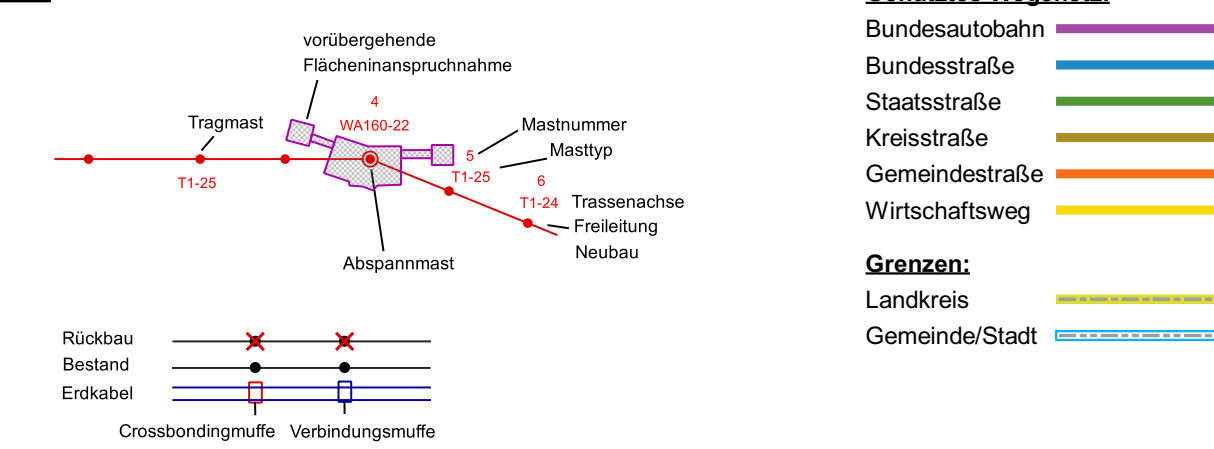 vorübergehende
Flächeninanspruchnahme
4
WA160-22
Tragmast
Mastnummer
Masttyp
5
T1-25
T1-25
6
T1-24
Trassenachse
Freileitung
Neubau
Abspannmast
Rückbau
Bestand
Erdkabel
Crossbondingmuffe
Verbindungsmuffe
Bundesautobahn
Bundesstraße
Staatsstraße
Kreisstraße
Gemeindestraße
Wirtschaftsweg
Grenzen:
Landkreis
Gemeinde/Stadt